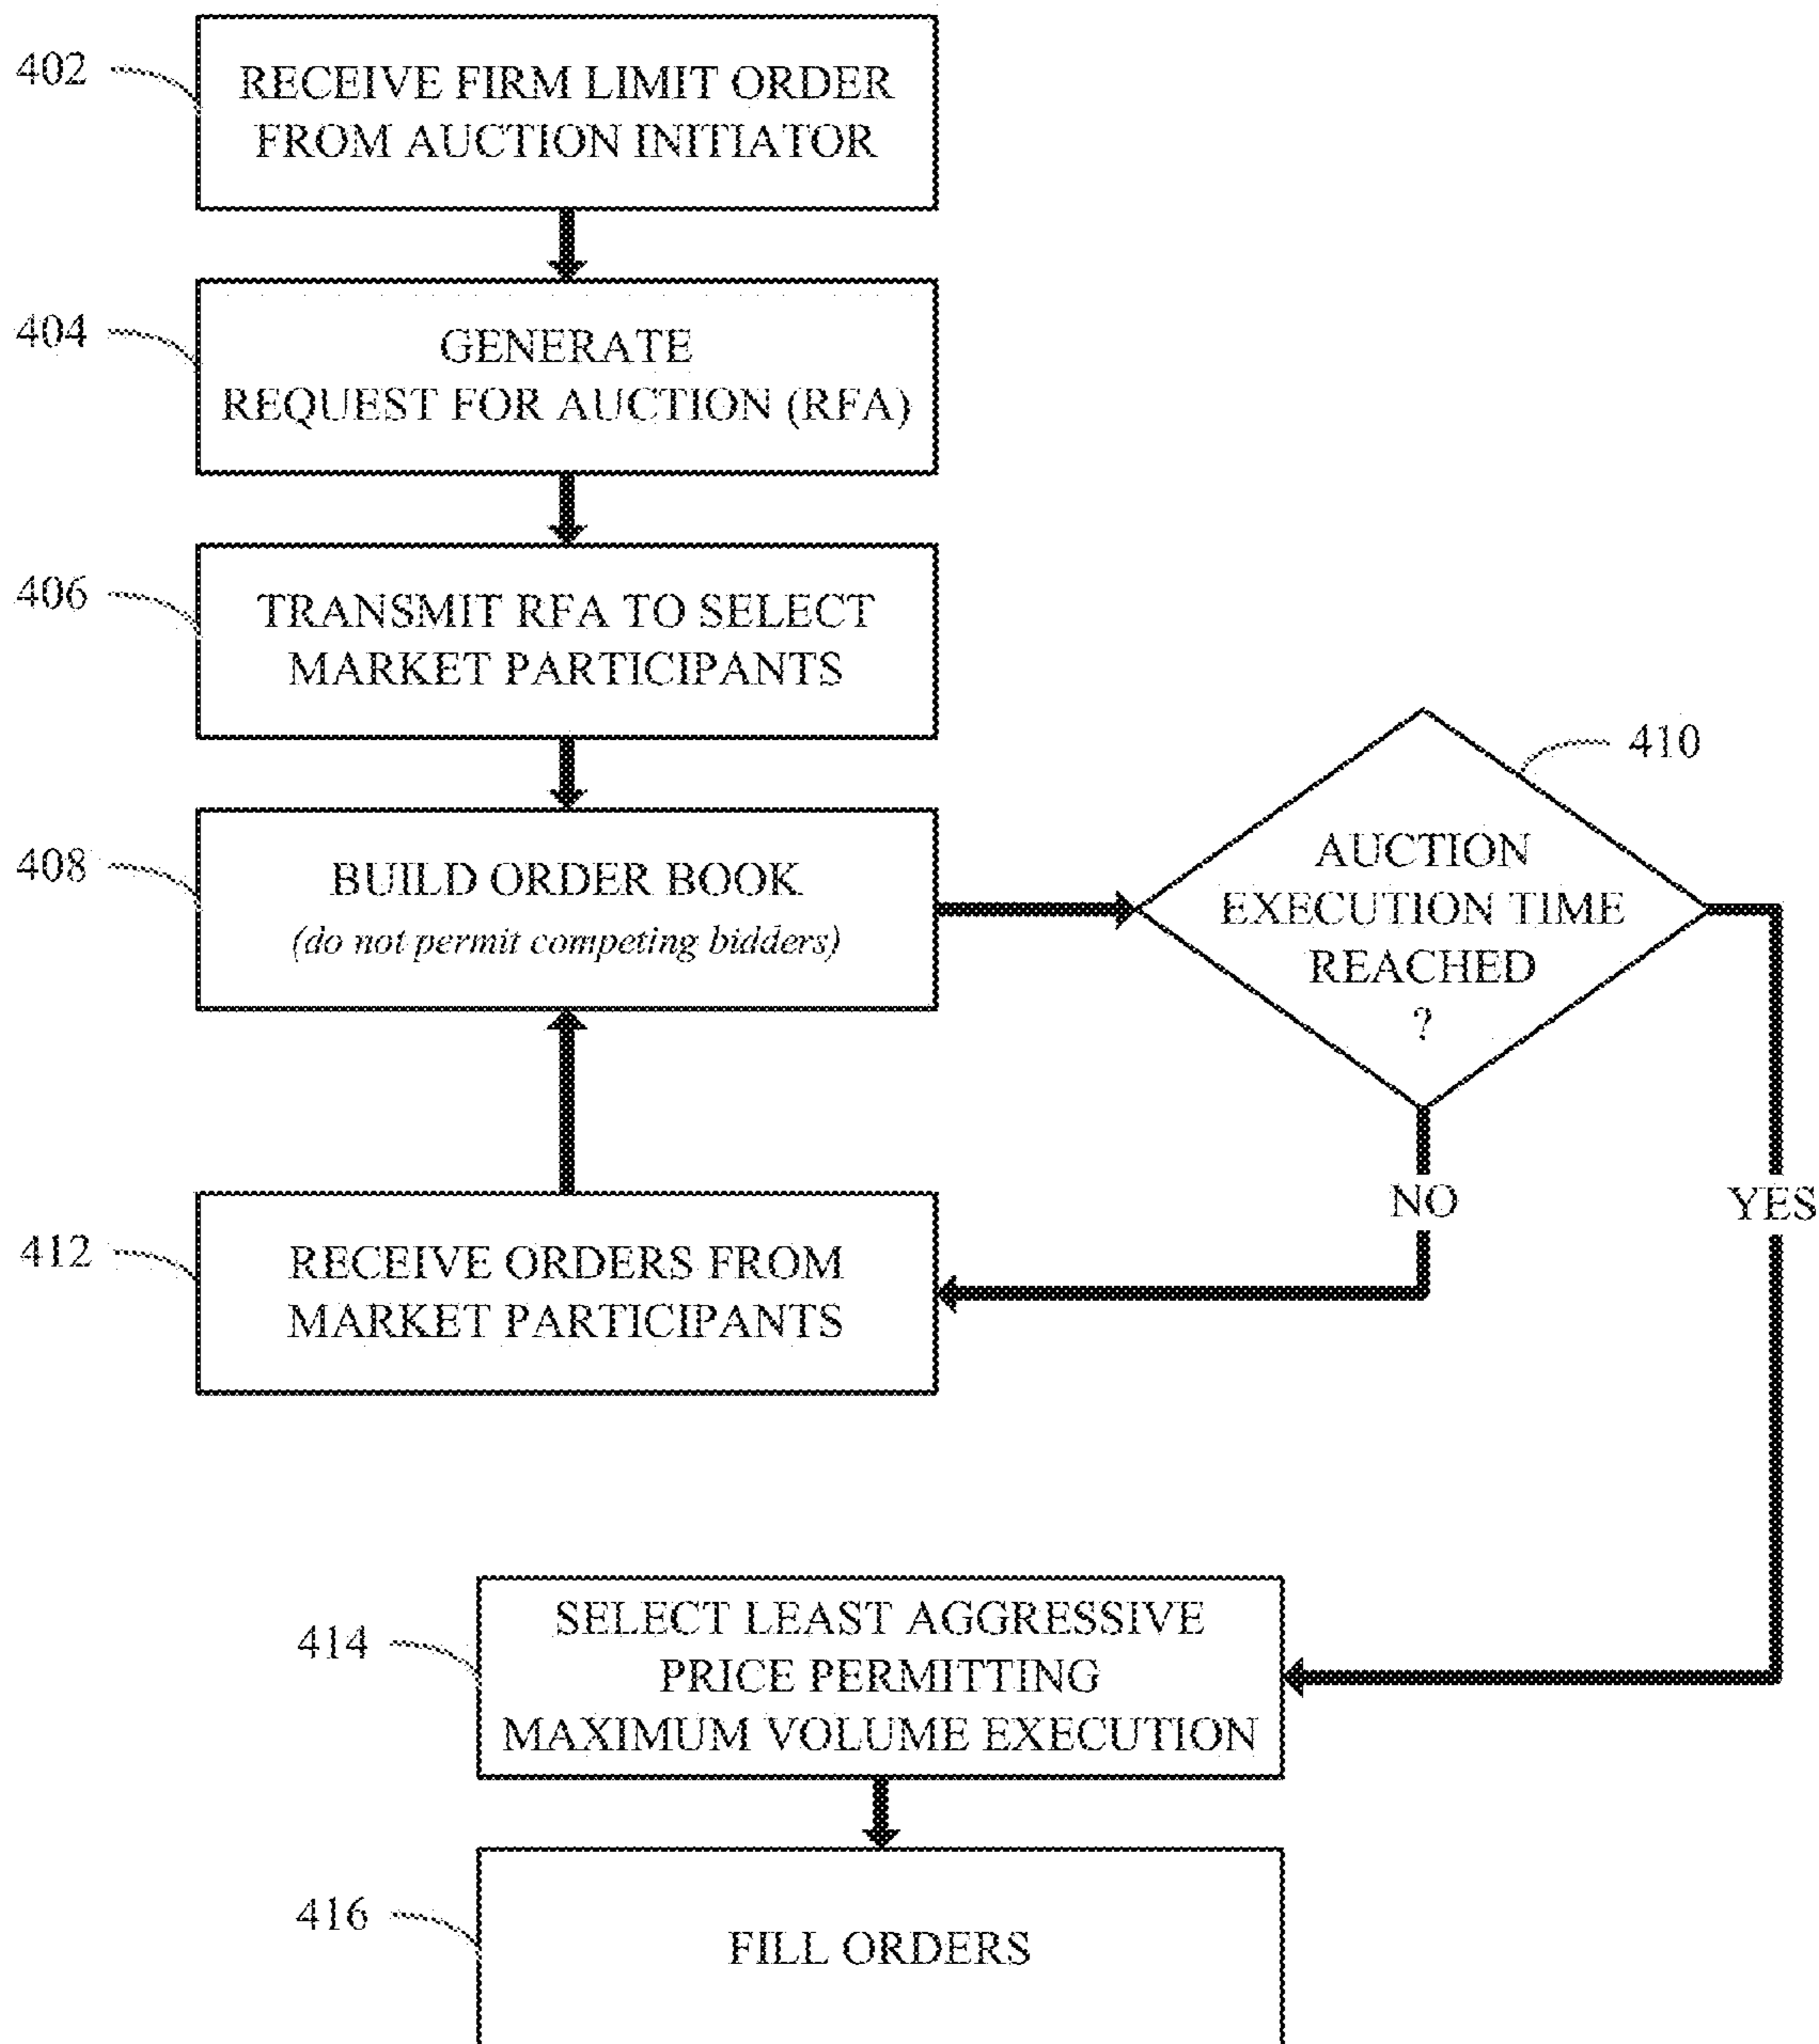 402
RECEIVE FIRM LIMIT ORDER
FROM AUCTION INITIATOR
404
GENERATE
REQUEST FOR AUCTION (RFA)
406
TRANSMIT RFA TO SELECT
MARKET PARTICIPANTS
408
BUILD ORDER BOOK
(do not permit competing bidders)
410
AUCTION
EXECUTION TIME
REACHED
?
NO
YES
412
RECEIVE ORDERS FROM
MARKET PARTICIPANTS
414
SELECT LEAST AGGRESSIVE
PRICE PERMITTING
MAXIMUM VOLUME EXECUTION
416
FILL ORDERS